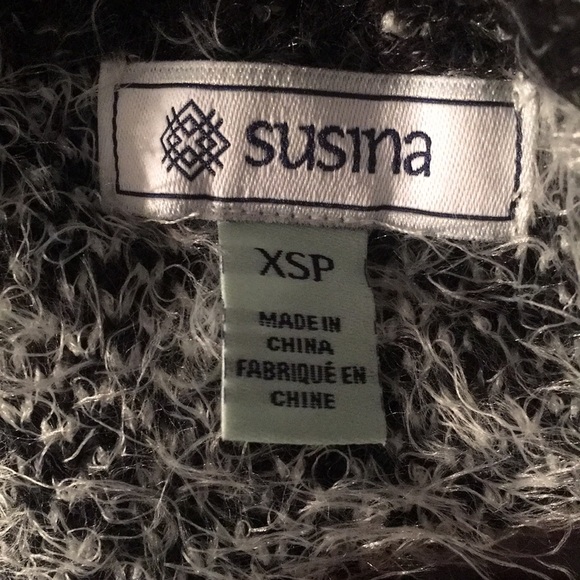 susina
XSP
MADE IN
CHINA
FABRIQUÉ EN
CHINE